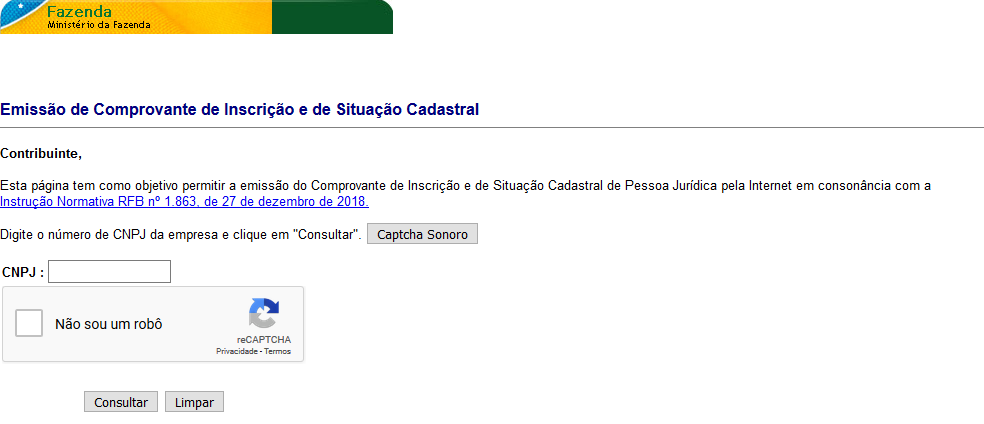 Fazenda
Ministério da Fazenda
Emissão de Comprovante de Inscrição e de Situação Cadastral
Contribuinte,
Esta página tem como objetivo permitir a emissão do Comprovante de Inscrição e de Situação Cadastral de Pessoa Jurídica pela Internet em consonância com a
Instrução Normativa RFB nº 1.863, de 27 de dezembro de 2018.
Digite o número de CNPJ da empresa e clique em "Consultar". Captcha Sonoro
CNPJ :
Não sou um robô
reCAPTCHA
Privacidade - Termos
Consultar Limpar